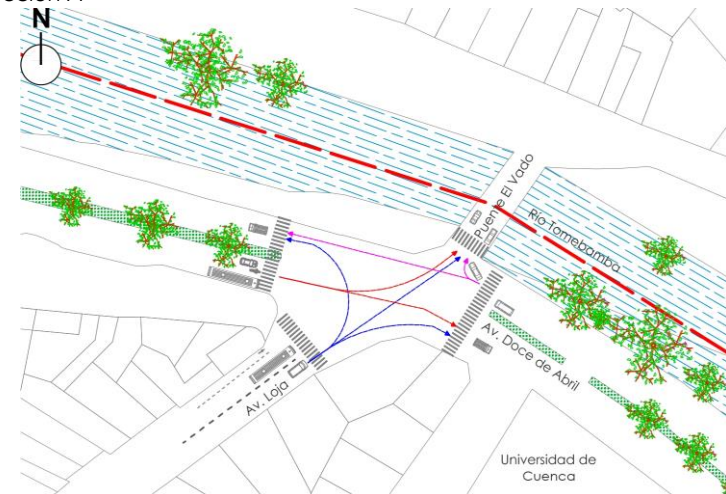 N
Puente El Vado
Río Tomebamba
Av. Doce de Abril
Av. Loja
Universidad de
Cuenca